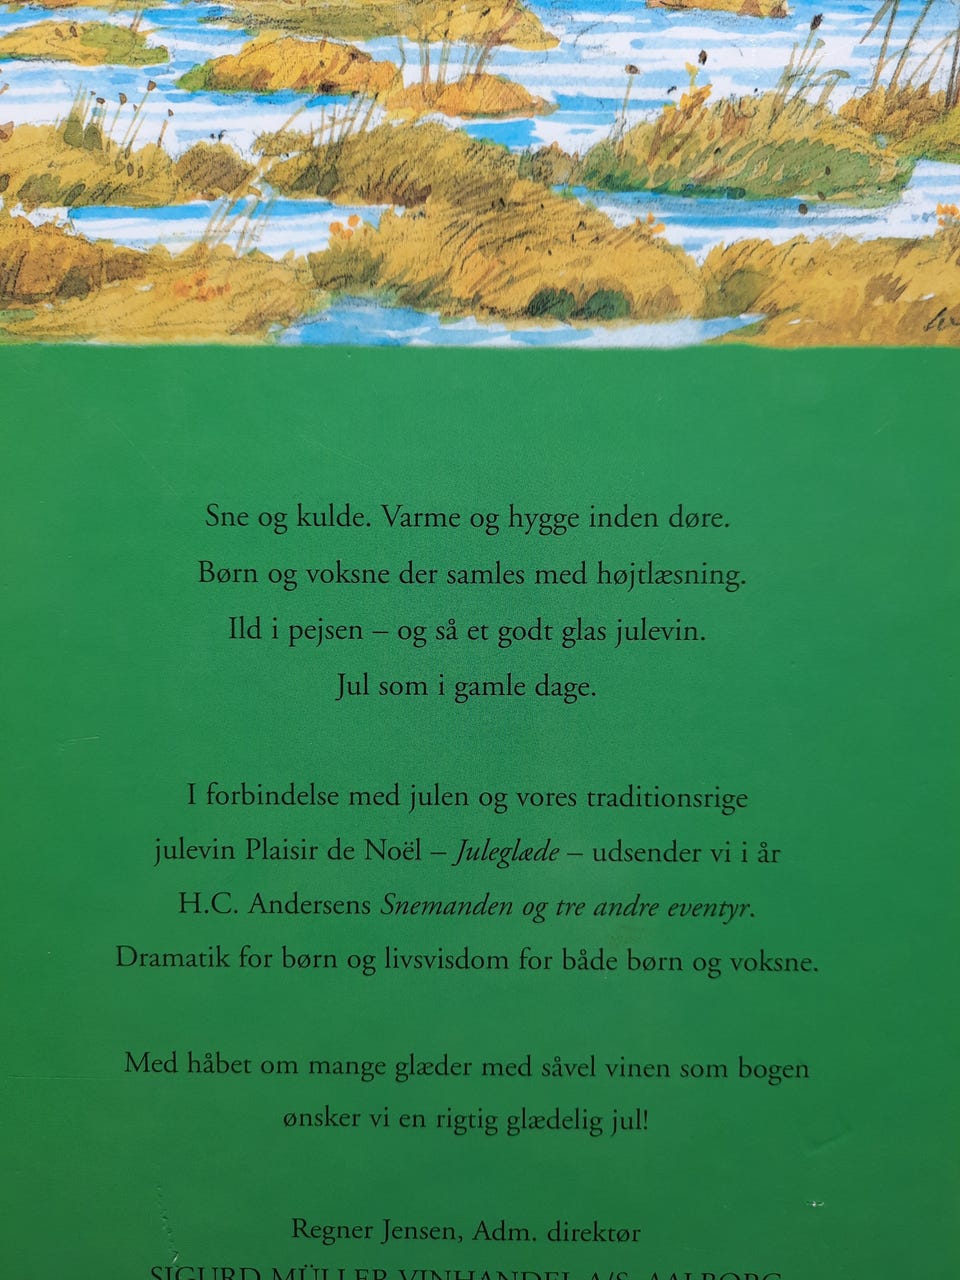 Sne og kulde. Varme og hygge inden døre.
Børn og voksne der samles med højtlæsning.
Ild i pejsen – og så et godt glas julevin.
Jul som i gamle dage.
I forbindelse med julen og vores traditionsrige
julevin Plaisir de Noël – Juleglæde – udsender vi i år
H.C. Andersens Snemanden og tre andre eventyr.
Dramatik for børn og livsvisdom for både børn og voksne.
Med håbet om mange glæder med såvel vinen som bogen
ønsker vi en rigtig glædelig jul!
Regner Jensen, Adm. direktør
SIGURD MÜLLER VINHANDEL A/S, AALBORG